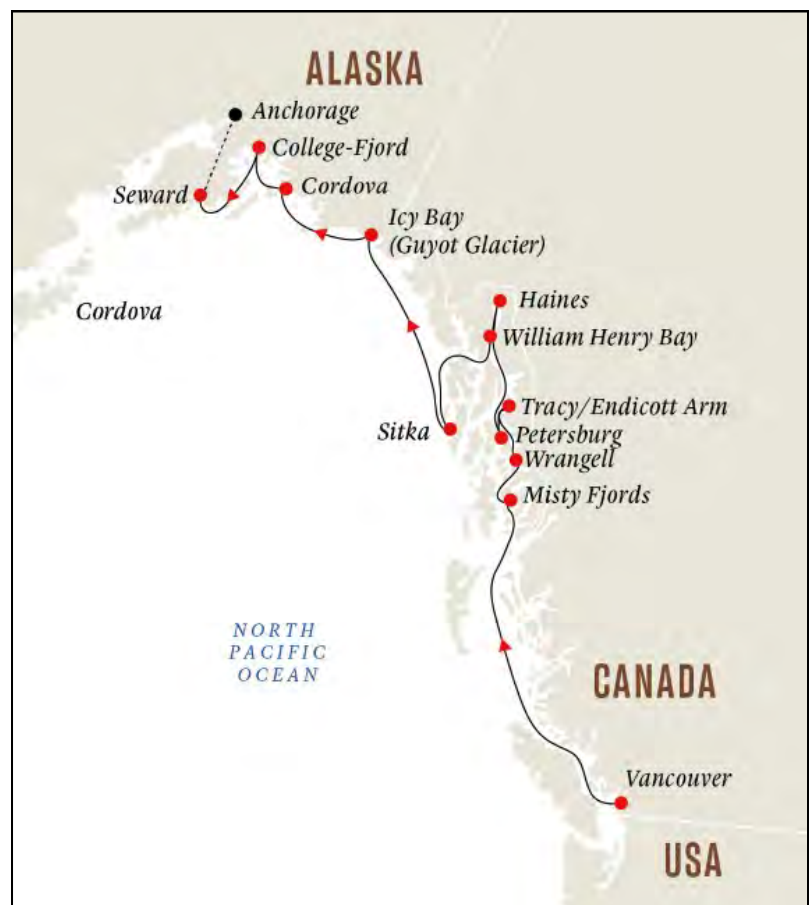 ALASKA
Anchorage
College-Fjord
Seward
Cordova
Icy Bay
(Guyot Glacier)
Haines
Cordova
William Henry Bay
Tracy/Endicott Arm
Sitka
Petersburg
Wrangell
Misty Fjords
NORTH
PACIFIC
OCEAN
CANADA
Vancouver
USA